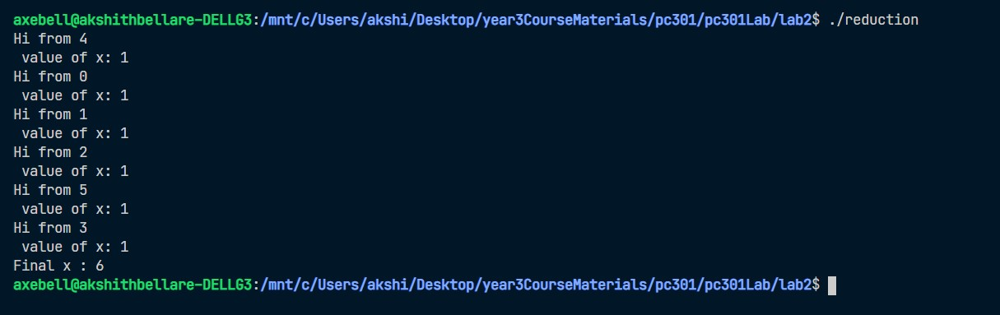 axebell@akshithbellare-DELLG3:/mnt/c/Users/akshi/Desktop/year3CourseMaterials/pc301/pc301Lab/lab2$ ./reduction
Hi from 4
 value of x: 1
Hi from 0
 value of x: 1
Hi from 1
 value of x: 1
Hi from 2
 value of x: 1
Hi from 5
 value of x: 1
Hi from 3
 value of x: 1
Final x : 6
axebell@akshithbellare-DELLG3:/mnt/c/Users/akshi/Desktop/year3CourseMaterials/pc301/pc301Lab/lab2$